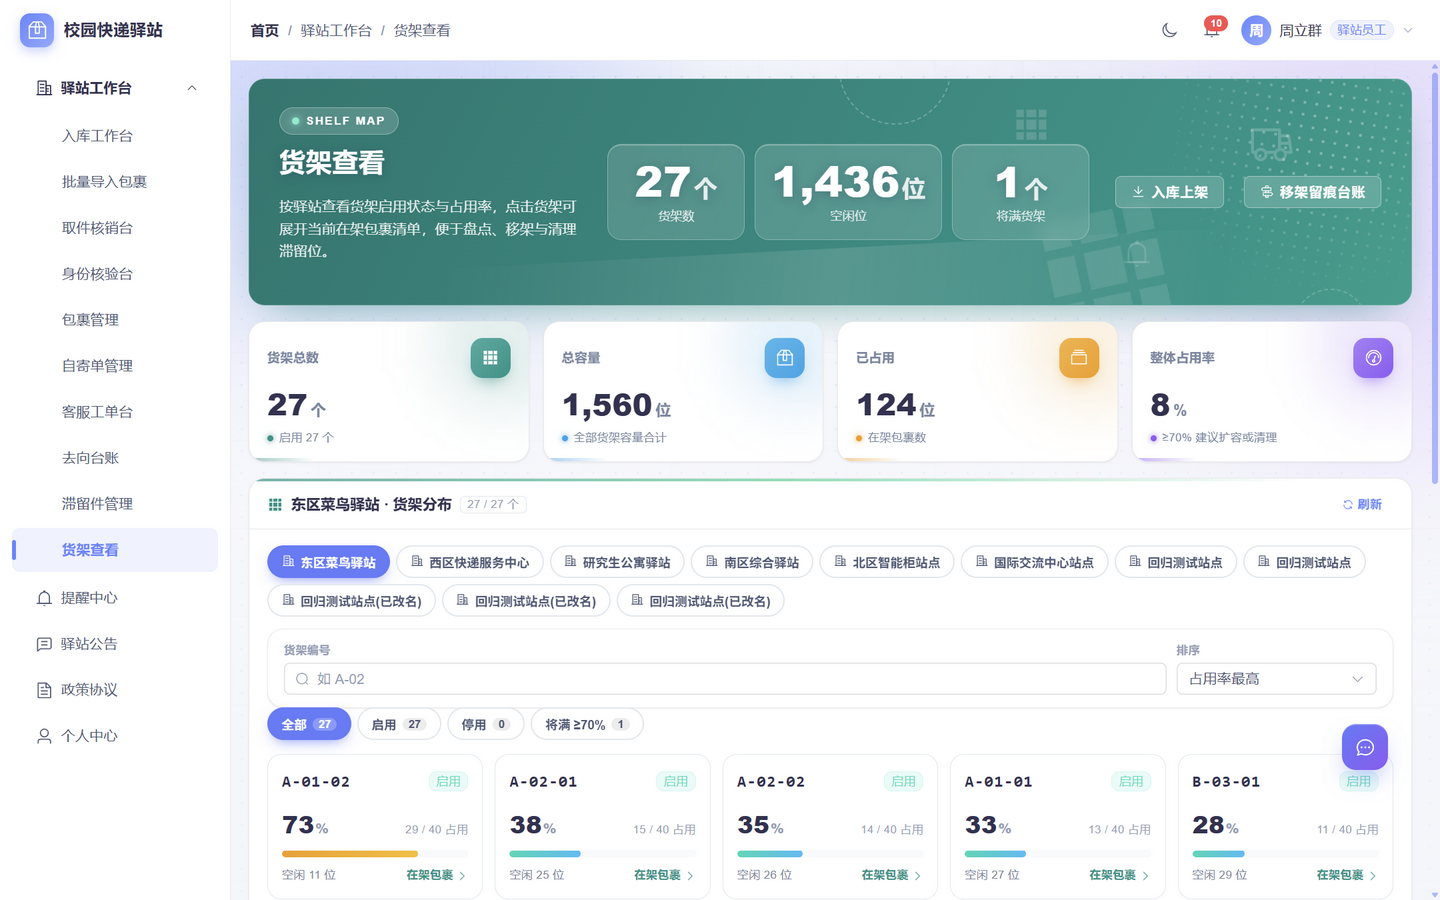 校园快递驿站
首页 / 驿站工作台 / 货架查看
10
周 周立群 驿站员工
驿站工作台
入库工作台
批量导入包裹
取件核销台
身份核验台
包裹管理
自寄单管理
客服工单台
去向台账
滞留件管理
货架查看
提醒中心
驿站公告
政策协议
个人中心
SHELF MAP
货架查看
按驿站查看货架启用状态与占用率，点击货架可
展开当前在架包裹清单，便于盘点、移架与清理
滞留位。
27个
货架数
1,436位
空闲位
1个
将满货架
入库上架
移架留痕台账
货架总数
27个
启用 27 个
总容量
1,560位
全部货架容量合计
已占用
124位
在架包裹数
整体占用率
8%
≥70% 建议扩容或清理
东区菜鸟驿站 · 货架分布 27 / 27 个
刷新
东区菜鸟驿站 西区快递服务中心 研究生公寓驿站 南区综合驿站 北区智能柜站点 国际交流中心站点 回归测试站点 回归测试站点
回归测试站点(已改名) 回归测试站点(已改名) 回归测试站点(已改名)
货架编号
如 A-02
排序
占用率最高
全部 27 启用 27 停用 0 将满 ≥70% 1
A-01-02 启用
73% 29 / 40 占用
空闲 11 位 在架包裹
A-02-01 启用
38% 15 / 40 占用
空闲 25 位 在架包裹
A-02-02 启用
35% 14 / 40 占用
空闲 26 位 在架包裹
A-01-01 启用
33% 13 / 40 占用
空闲 27 位 在架包裹
B-03-01 启用
28% 11 / 40 占用
空闲 29 位 在架包裹